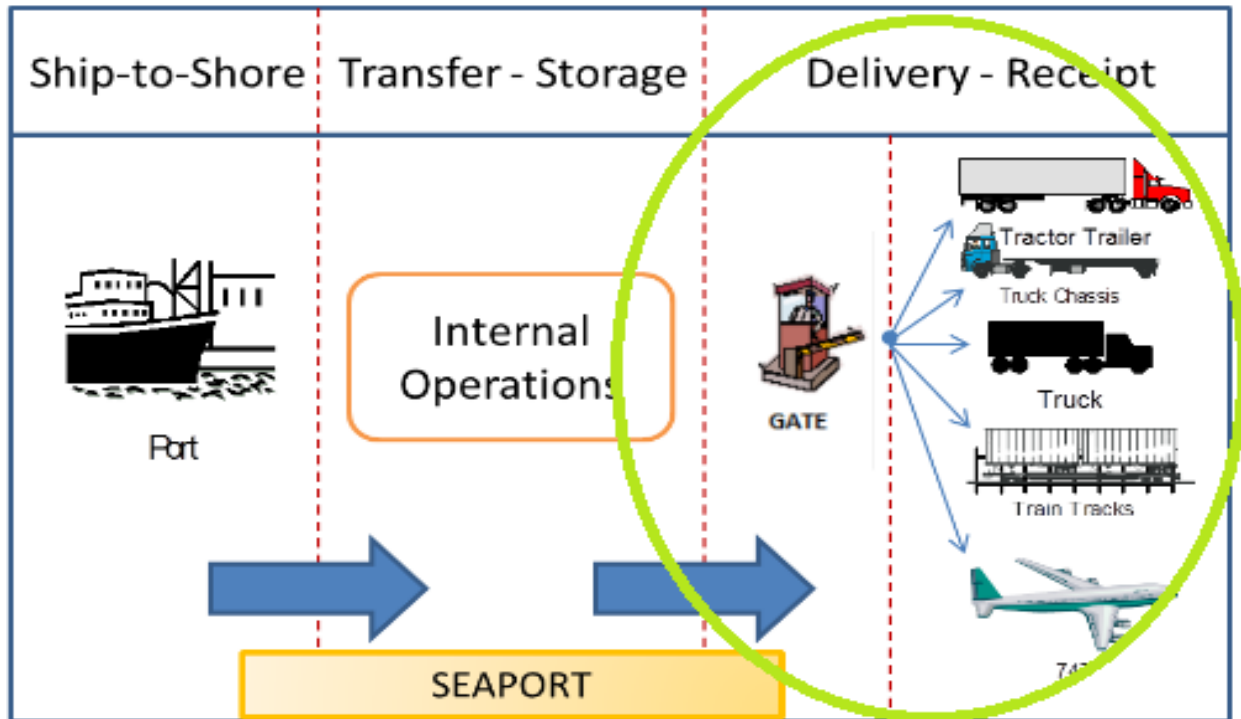 Ship-to-Shore
Transfer - Storage
Delivery - Receipt
Port
Internal
Operations
GATE
Tractor Trailer
Truck Chassis
Truck
Train Tracks
SEAPORT